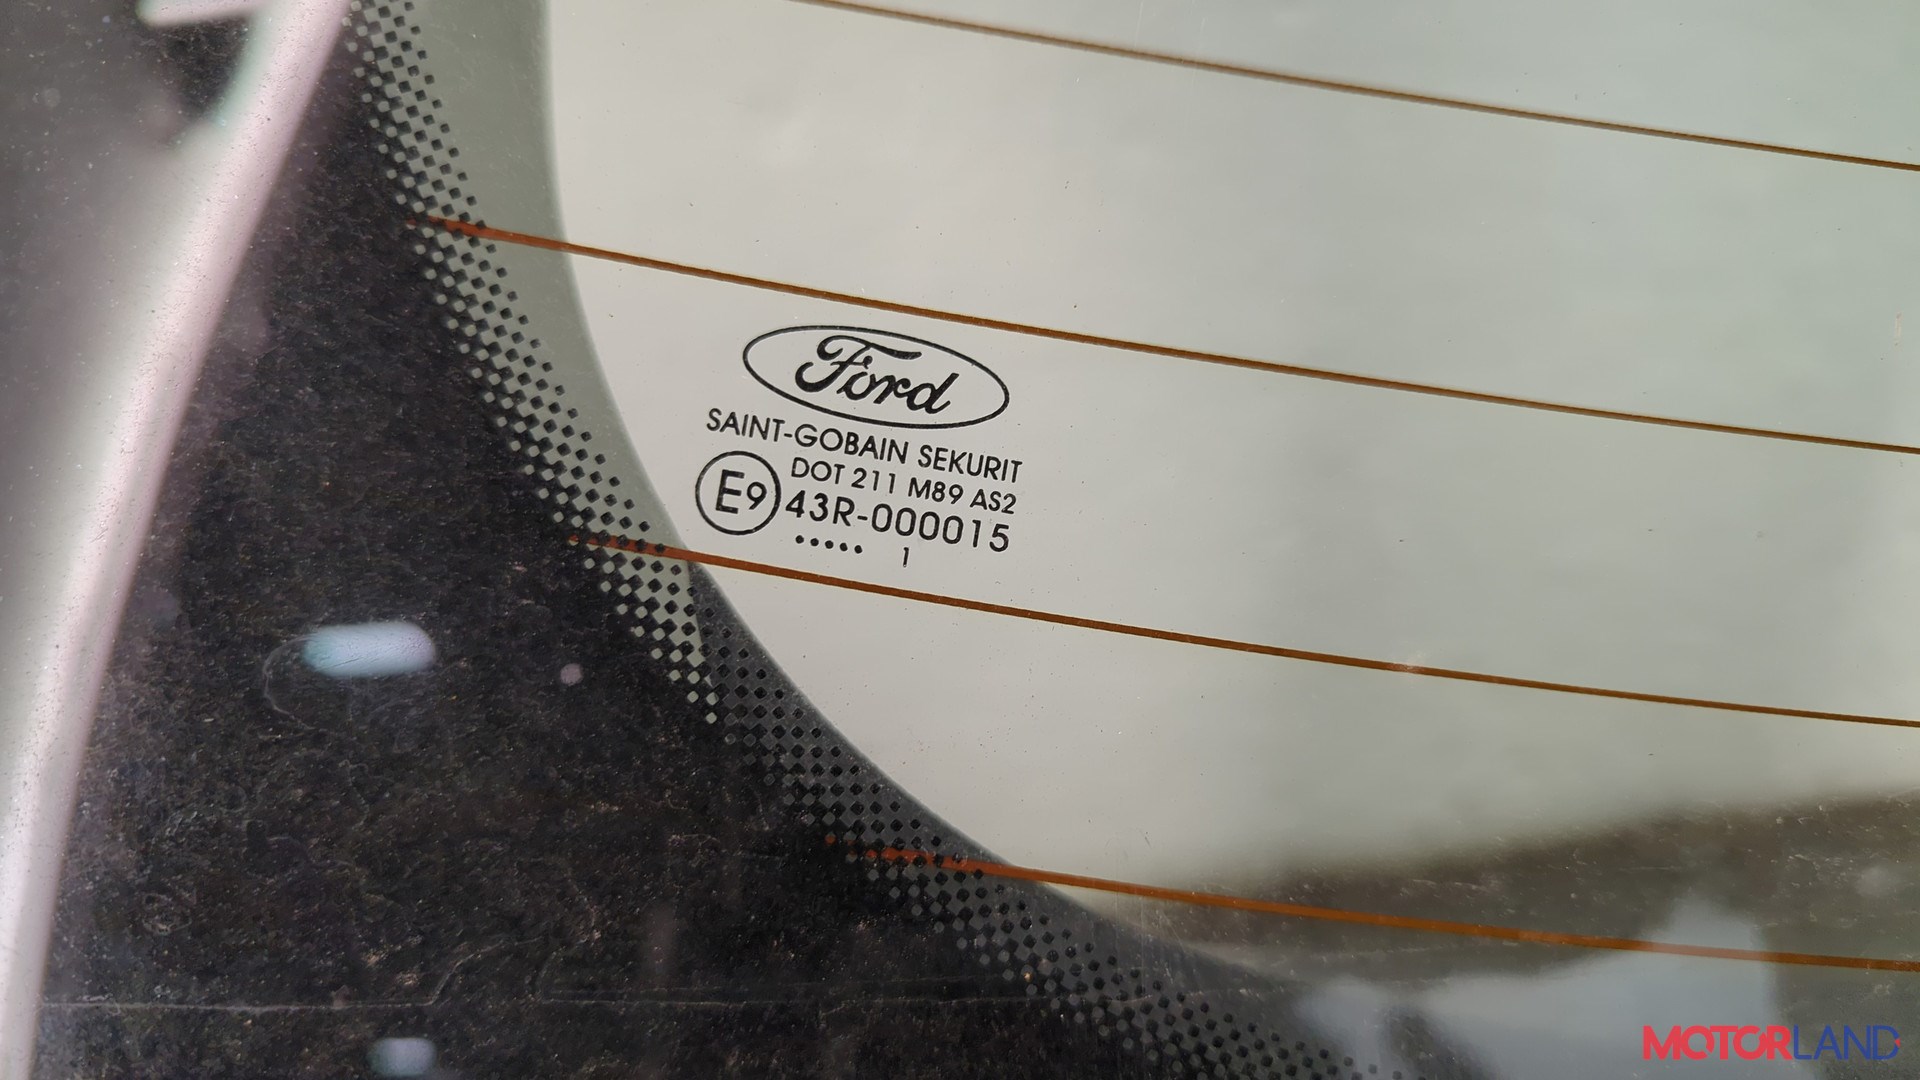 Ford
SAINT-GOBAIN SEKURIT
DOT 211 M89 AS2
E9 43R-000015
••••• 1
MOTORLAND